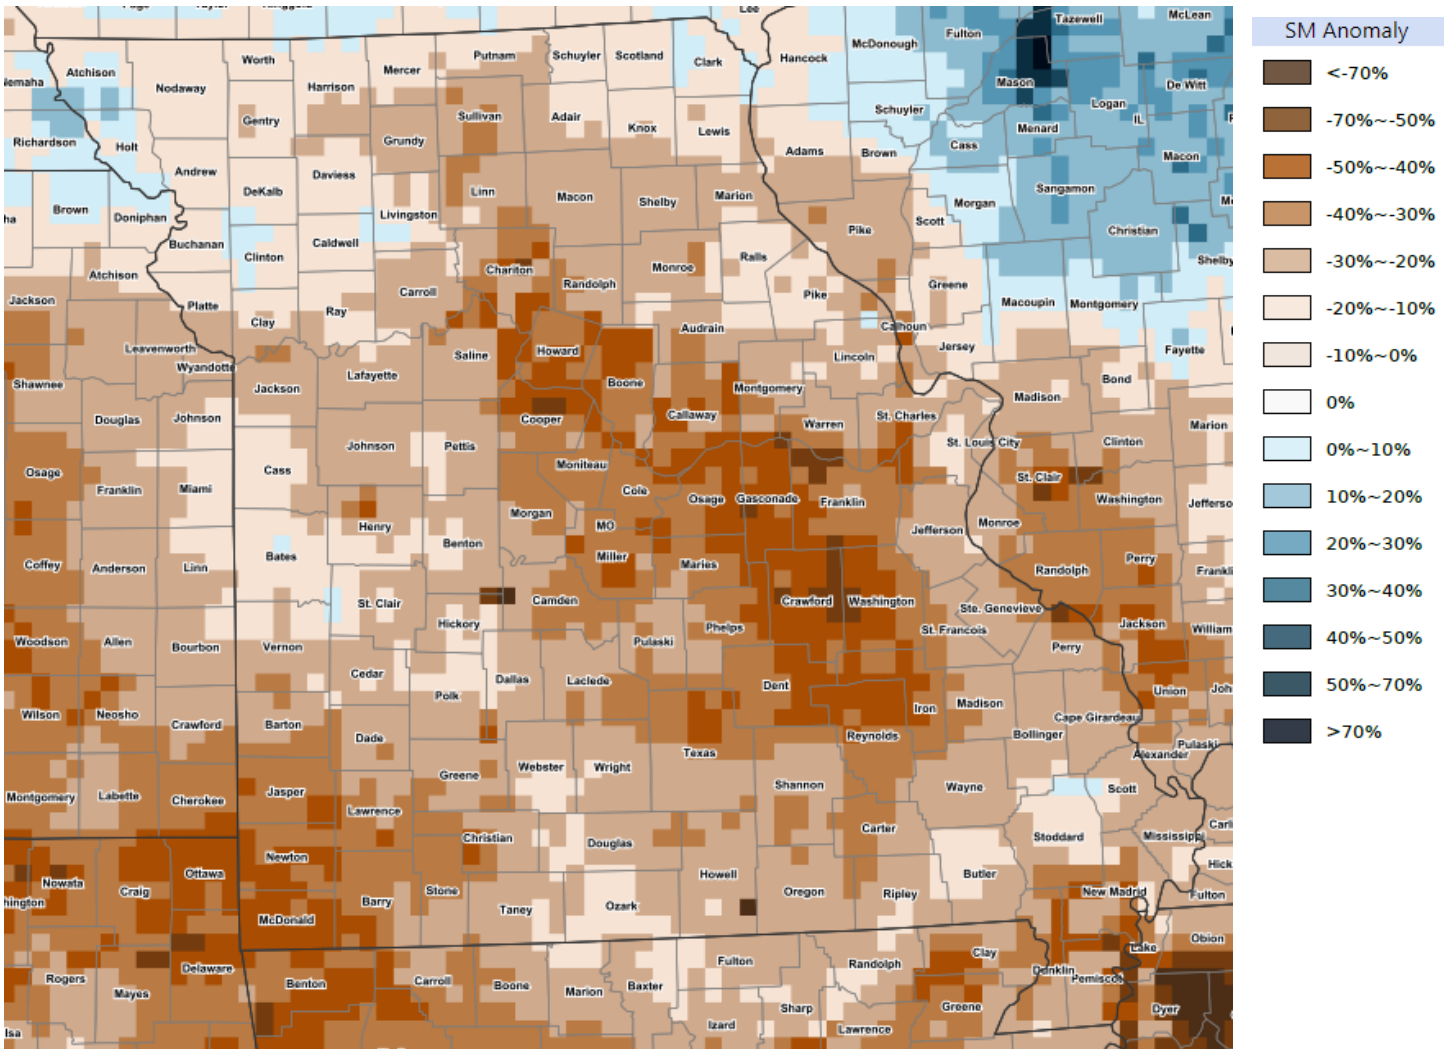 Lee
Tazewell
McLean
Fulton
Schuyler
Scotland
Hancock
McDonough
Putnam
Clark
Worth
Mercer
Atchison
Nemaha
Mason
De Witt
Nodaway
Harrison
Logan
Schuyler
IL
Sullivan
Adair
Gentry
Knox
Lewis
Menard
Richardson
Holt
Grundy
Cass
Adams
Brown
Macon
Andrew
Daviess
DeKalb
Linn
Macon
Shelby
Marion
Sangamon
Morgan
Brown
Doniphan
Livingston
Scott
Pike
Christian
Buchanan
Caldwell
Clinton
Ralls
Shelby
Atchison
Chariton
Monroe
Randolph
Greene
Carroll
Pike
Jackson
Platte
Ray
Macoupin
Montgomery
Clay
Audrain
Calhoun
Leavenworth
Saline
Howard
Lincoln
Jersey
Fayette
Wyandotte
Shawnee
Jackson
Lafayette
Boone
Montgomery
Bond
Madison
Douglas
Johnson
Cooper
Callaway
Warren
St. Charles
Marion
Johnson
Pettis
St. Louis City
Clinton
Osage
Cass
Moniteau
St. Clair
Franklin
Miami
Cole
Osage
Gasconade
Franklin
Washington
Jefferso
Henry
Morgan
MO
Jefferson
Monroe
Bates
Benton
Miller
Maries
Perry
Coffey
Anderson
Linn
Randolph
Frankli
St. Clair
Camden
Crawford
Washington
Ste. Genevieve
Hickory
Phelps
St. Francois
Jackson
William
Woodson
Allen
Bourbon
Vernon
Pulaski
Perry
Cedar
Dallas
Laclede
Dent
Polk
Union
Joh
Wilson
Neosho
Crawford
Barton
Iron
Madison
Cape Girardeau
Dade
Reynolds
Bollinger
Pulaski
Texas
Alexander
Webster
Wright
Greene
Shannon
Wayne
Scott
Montgomery
Labette
Cherokee
Jasper
Lawrence
Christian
Carter
Stoddard
Mississippi
Douglas
Newton
Nowata
Ottawa
Craig
Howell
Butler
Hick
hington
Barry
Stone
Oregon
Ripley
New Madrid
Fulton
McDonald
Taney
Ozark
Obion
Lake
Clay
Rogers
Delaware
Fulton
Randolph
Dunklin
Pemiscot
Mayes
Benton
Carroll
Boone
Marion
Baxter
Sharp
Greene
Dyer
Izard
Lawrence
lsa
SM Anomaly
<-70%
-70%~-50%
-50%~-40%
-40%~-30%
-30%~-20%
-20%~-10%
-10%~0%
0%
0%~10%
10%~20%
20%~30%
30%~40%
40%~50%
50%~70%
>70%